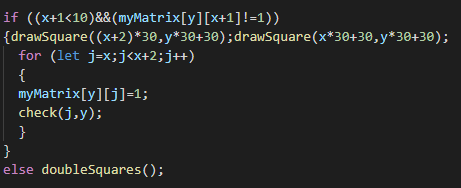 if ((x+1<10)&&(myMatrix[y][x+1]!=1))
{drawSquare((x+2)*30,y*30+30);drawSquare(x*30+30,y*30+30);
for (let j=x;j<x+2;j++)
{
myMatrix[y][j]=1;
check(j,y);
}
}
else doubleSquares();